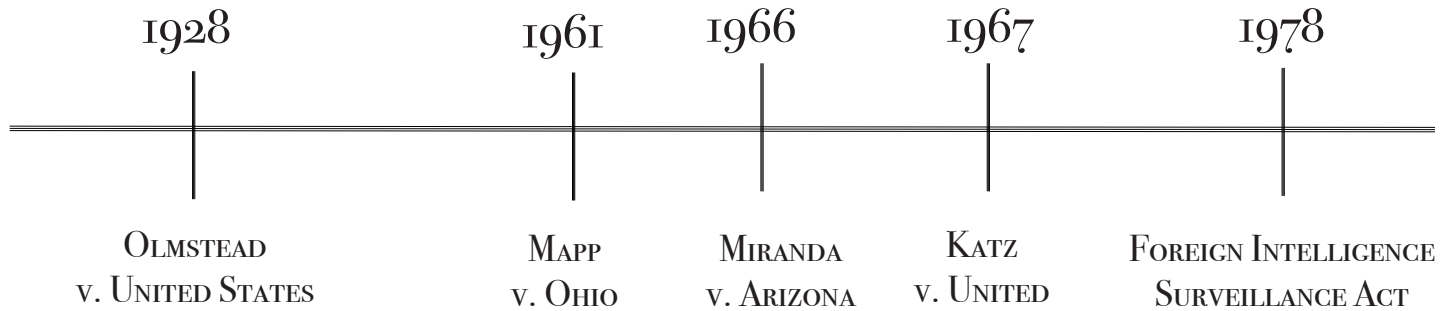 1928
1961
1966
1967
1978
Olmstead
v. United States
Mapp
v. Ohio
Miranda
v. Arizona
Katz
v. United
Foreign Intelligence
Surveillance Act